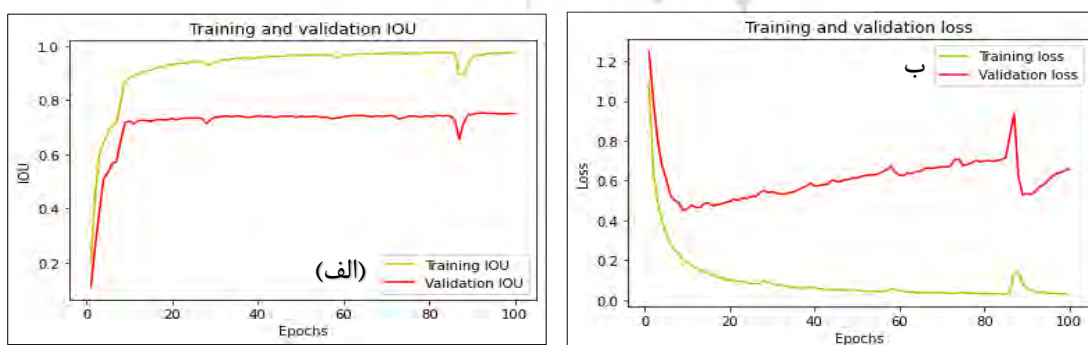 Training and validation IOU
1.0
0.8
0.6
0.4
0.2
IOU
(الف)
Training IOU
Validation IOU
0 20 40 60 80 100
Epochs
Training and validation loss
1.2
1.0
0.8
0.6
0.4
0.2
0.0
Loss
ب
Training loss
Validation loss
0 20 40 60 80 100
Epochs